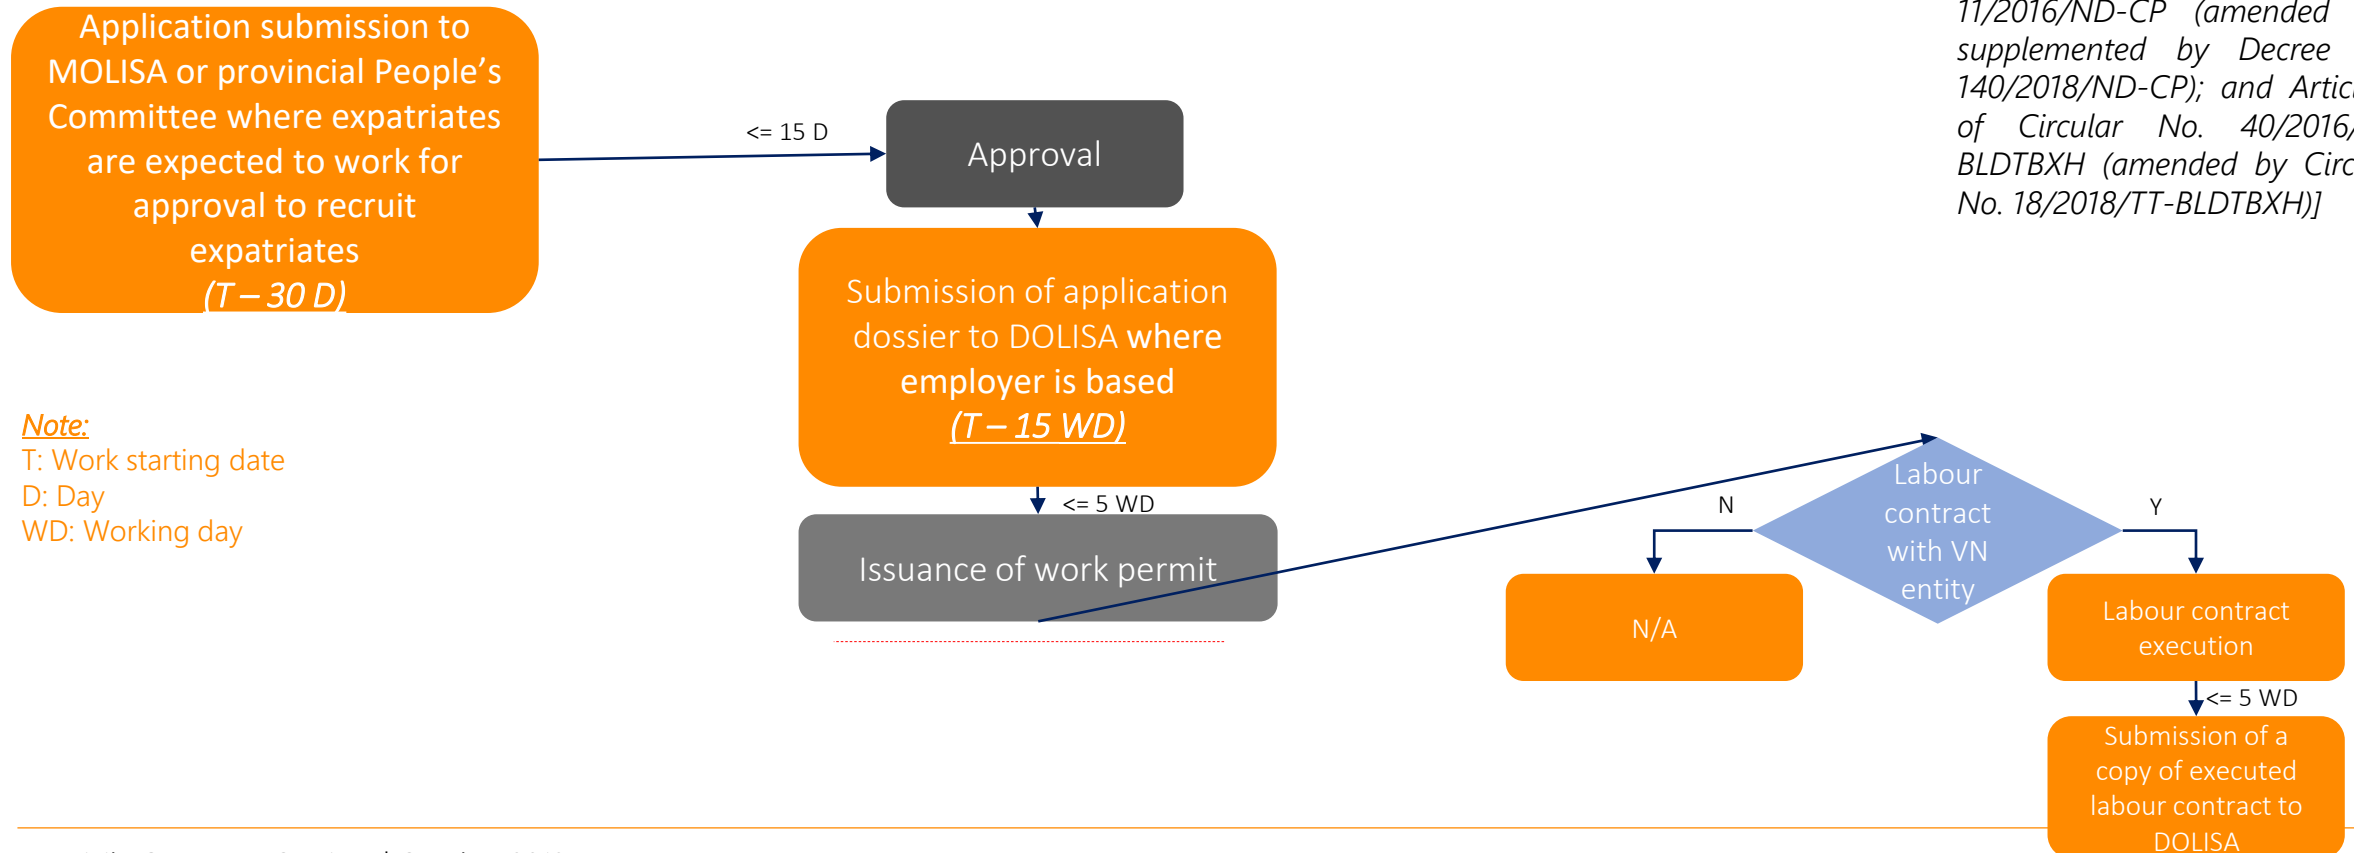 Application submission to
MOLISA or provincial People’s
Committee where expatriates
are expected to work for
approval to recruit
expatriates
(T – 30 D)
<= 15 D
Approval
11/2016/ND-CP (amended
supplemented by Decree
140/2018/ND-CP); and Artic
of Circular No. 40/2016/
BLDTBXH (amended by Circ
No. 18/2018/TT-BLDTBXH)]
Submission of application
dossier to DOLISA where
employer is based
(T – 15 WD)
<= 5 WD
Issuance of work permit
Note:
T: Work starting date
D: Day
WD: Working day
Labour
contract
with VN
entity
N
Y
N/A
Labour contract
execution
<= 5 WD
Submission of a
copy of executed
labour contract to
DOLISA